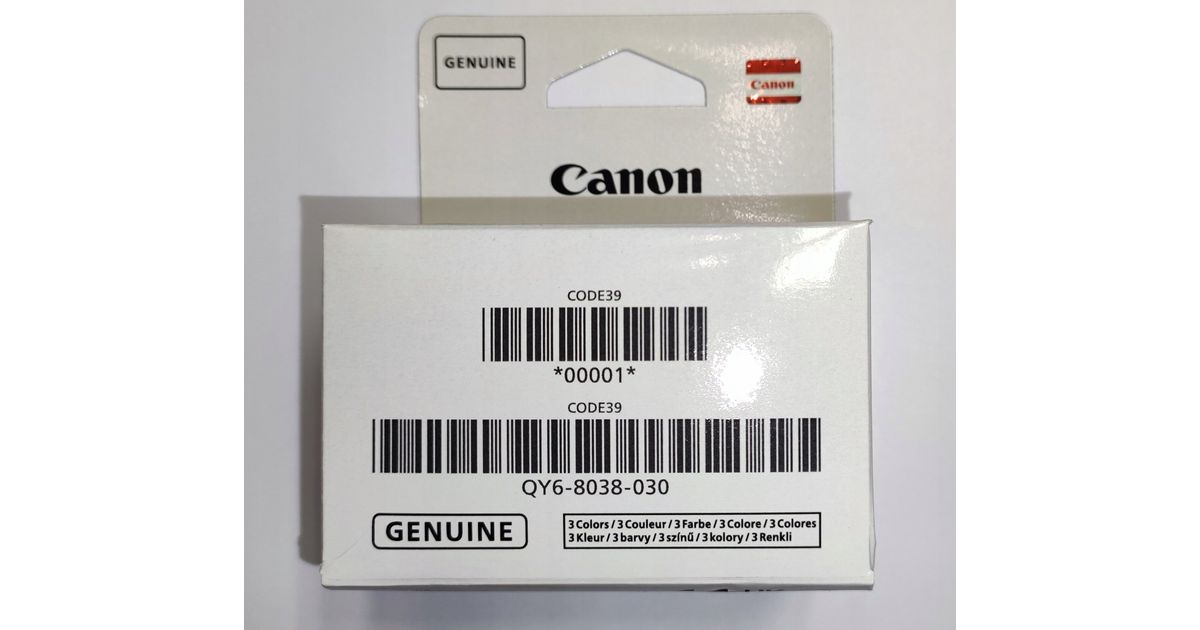 GENUINE
Canon
Canon
CODE39
*00001*
CODE39
QY6-8038-030
GENUINE
3 Colors / 3 Couleur / 3 Farbe / 3 Colore / 3 Colores
3 Kleur / 3 barvy / 3 színű / 3 kolory / 3 Renkli